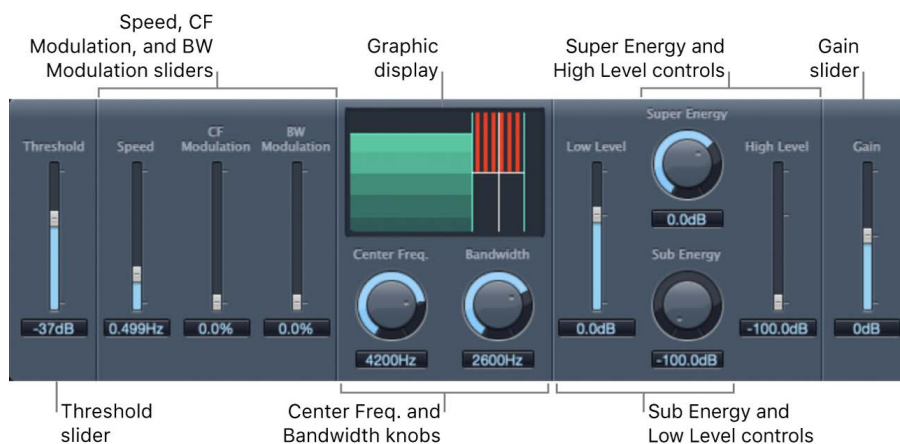 Speed, CF
Modulation, and BW
Modulation sliders
Graphic
display
Super Energy and
High Level controls
Gain
slider
Threshold
Speed
CF
Modulation
BW
Modulation
Low Level
Super Energy
High Level
Gain
0.0dB
Center Freq.
Bandwidth
Sub Energy
-37dB
0.499Hz
0.0%
0.0%
4200Hz
2600Hz
0.0dB
-100.0dB
-100.0dB
0dB
Threshold
slider
Center Freq. and
Bandwidth knobs
Sub Energy and
Low Level controls